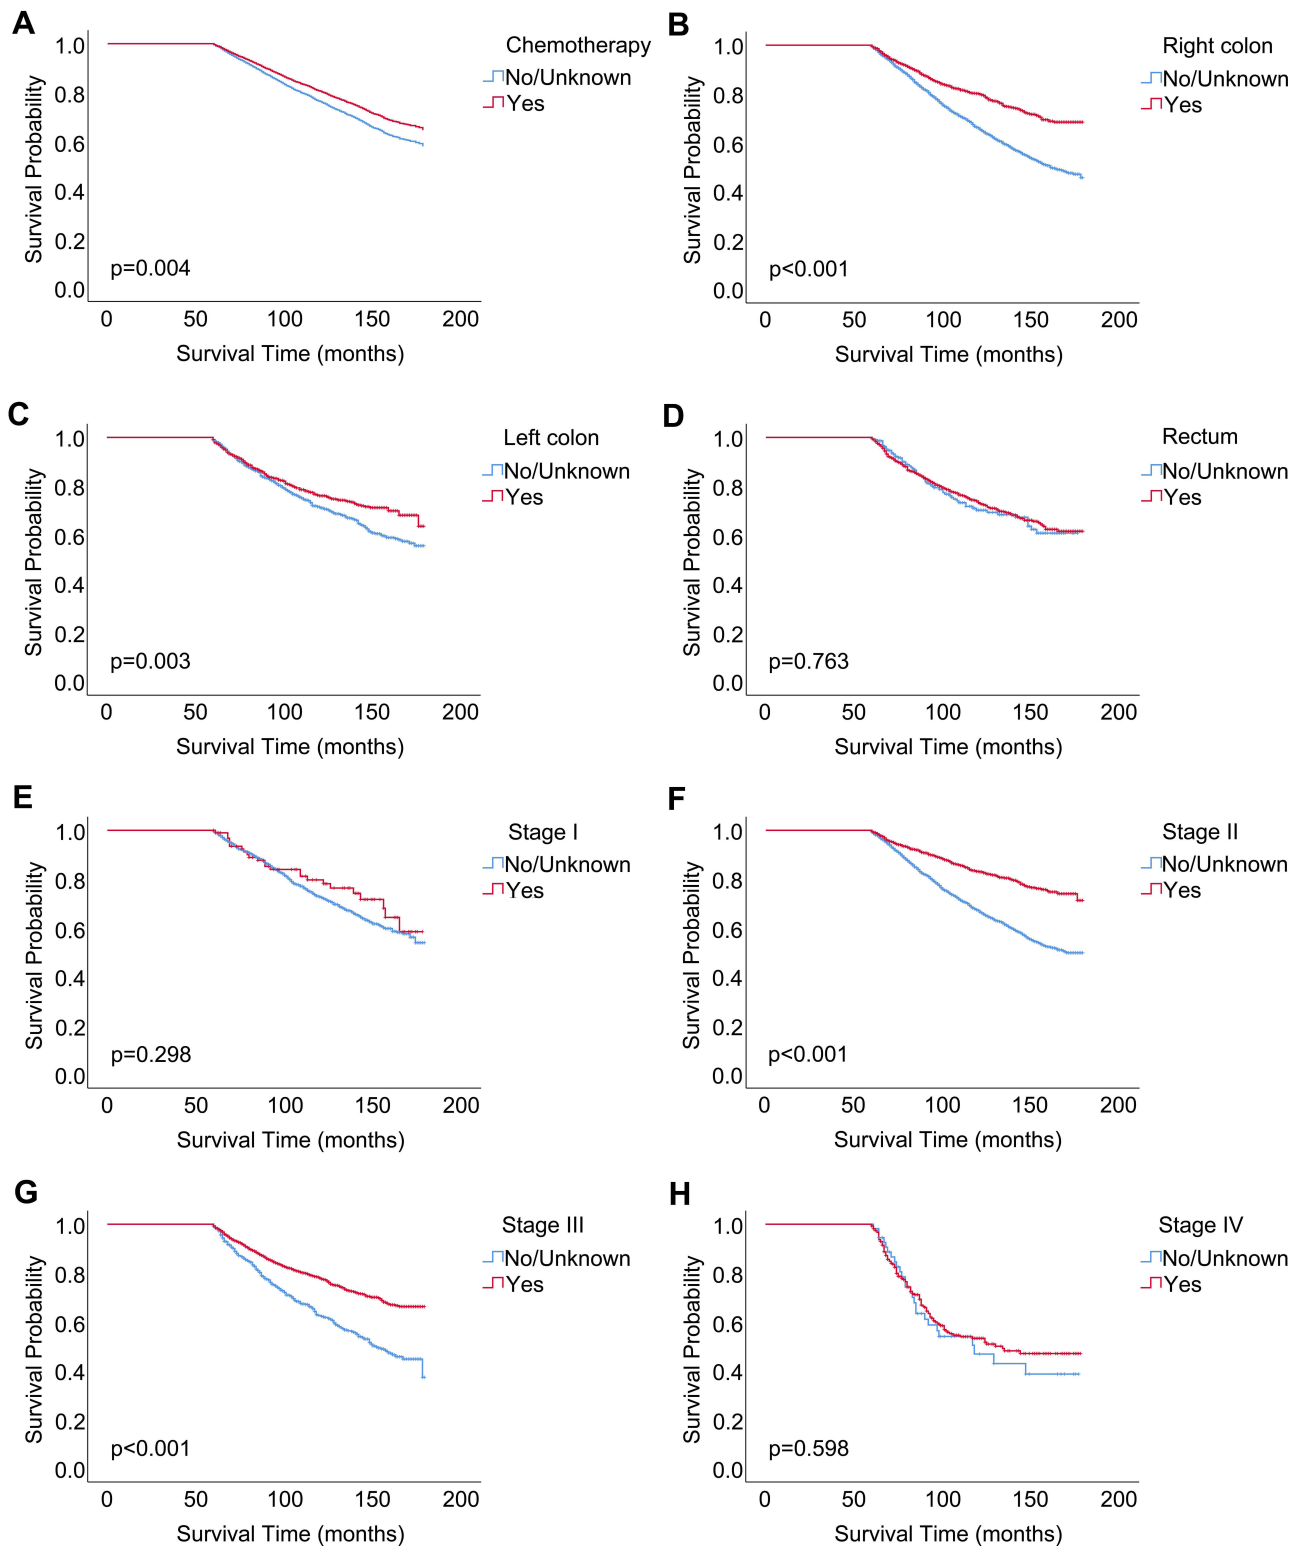 A
Chemotherapy
No/Unknown
Yes
Survival Probability
1.0
0.8
0.6
0.4
0.2
0.0
p=0.004
0 50 100 150 200
Survival Time (months)
B
Right colon
No/Unknown
Yes
Survival Probability
1.0
0.8
0.6
0.4
0.2
0.0
p<0.001
0 50 100 150 200
Survival Time (months)
C
Left colon
No/Unknown
Yes
Survival Probability
1.0
0.8
0.6
0.4
0.2
0.0
p=0.003
0 50 100 150 200
Survival Time (months)
D
Rectum
No/Unknown
Yes
Survival Probability
1.0
0.8
0.6
0.4
0.2
0.0
p=0.763
0 50 100 150 200
Survival Time (months)
E
Stage I
No/Unknown
Yes
Survival Probability
1.0
0.8
0.6
0.4
0.2
0.0
p=0.298
0 50 100 150 200
Survival Time (months)
F
Stage II
No/Unknown
Yes
Survival Probability
1.0
0.8
0.6
0.4
0.2
0.0
p<0.001
0 50 100 150 200
Survival Time (months)
G
Stage III
No/Unknown
Yes
Survival Probability
1.0
0.8
0.6
0.4
0.2
0.0
p<0.001
0 50 100 150 200
Survival Time (months)
H
Stage IV
No/Unknown
Yes
Survival Probability
1.0
0.8
0.6
0.4
0.2
0.0
p=0.598
0 50 100 150 200
Survival Time (months)